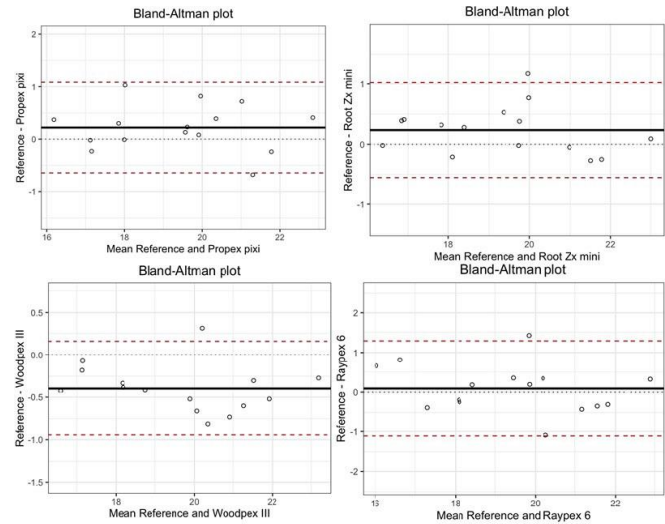 Bland-Altman plot
2
1
0
-1
16
18
20
22
Reference - Propex pixi
Mean Reference and Propex pixi
Bland-Altman plot
1
0
-1
18
20
22
Reference - Root Zx mini
Mean Reference and Root Zx mini
Bland-Altman plot
0.5
0.0
-0.5
-1.0
-1.5
18
20
22
Reference - Woodpex III
Mean Reference and Woodpex III
Bland-Altman plot
2
1
0
-1
-2
18
20
22
Reference - Raypex 6
Mean Reference and Raypex 6